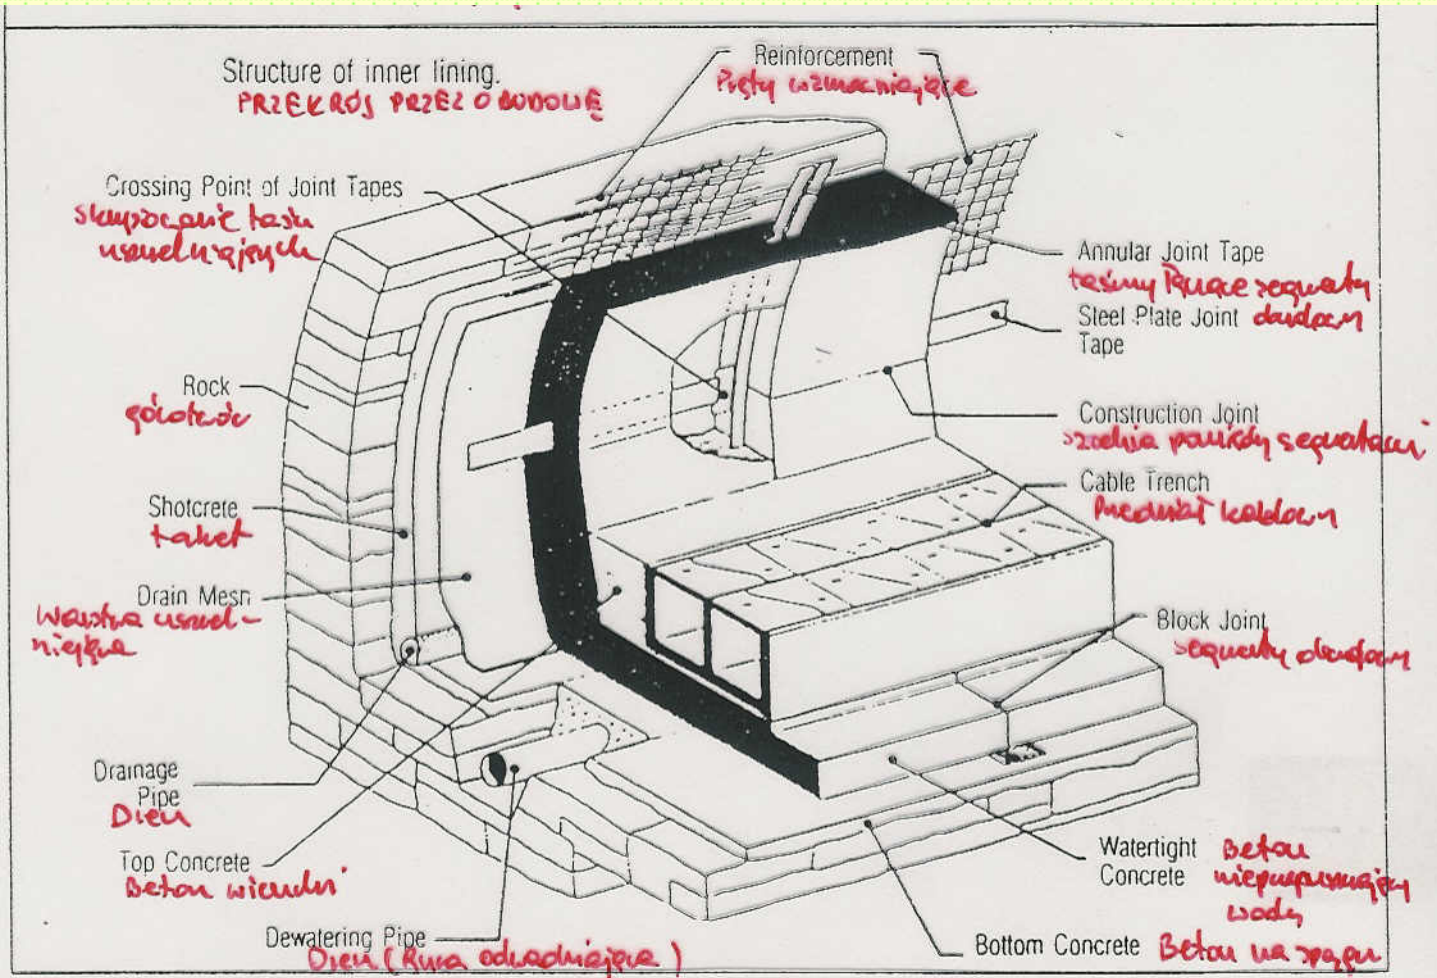 Structure of inner lining.
PRZEKRÓJ PRZEZ OBUDOWĘ
Reinforcement
Pręty wzmacniające
Crossing Point of Joint Tapes
skrzyżowanie taśm
uszczelniających
Annular Joint Tape
taśmy łączące segmenty
Steel Plate Joint
Tape
obudowy
Rock
górotwór
Construction Joint
szczelina pomiędzy segmentami
Cable Trench
Przedział kablowy
Shotcrete
Drain Mesh
Warstwa uszczel-
niająca
Block Joint
segmenty obudowy
Drainage
Pipe
Dren
Top Concrete
Beton wierzchni
Watertight
Concrete
Beton
nieprzepuszczający
wody
Dewatering Pipe
Dren (Rura odwadniająca)
Bottom Concrete
Beton na spągu